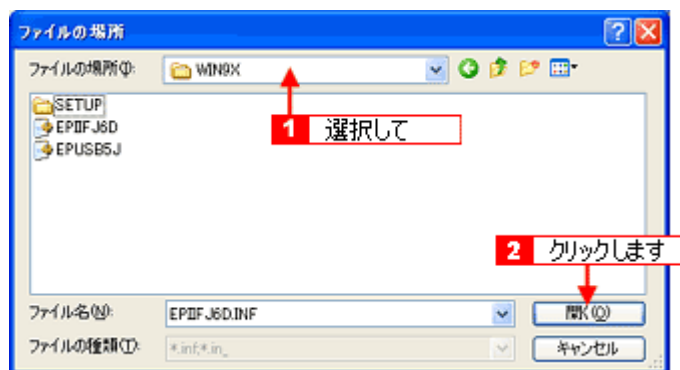 ファイルの場所
ファイルの場所(I):
WIN9X
SETUP
EPIIFJ6D
EPUSB5J
1 選択して
2 クリックします
ファイル名(N):
EPIIFJ6D.INF
開く(O)
ファイルの種類(T):
*.inf;*.in_
キャンセル